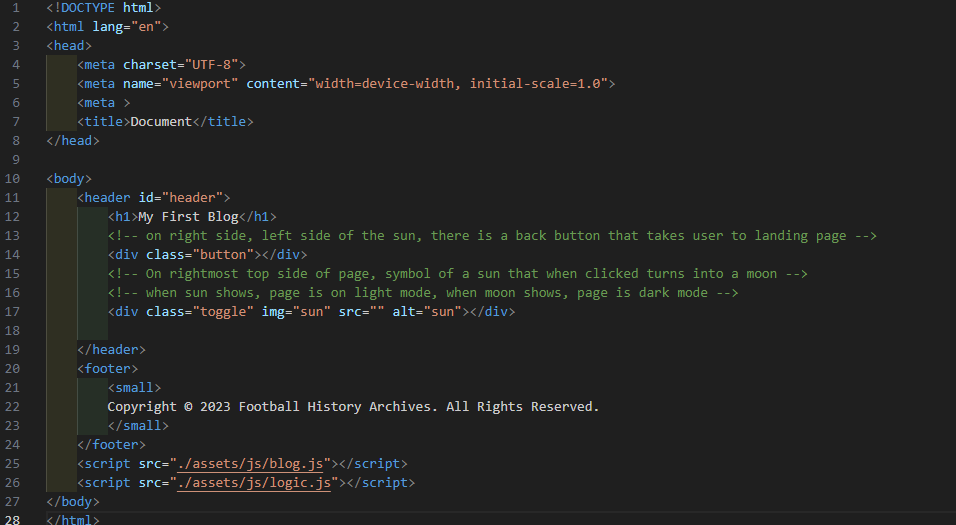 1 <!DOCTYPE html>
2 <html lang="en">
3 <head>
4     <meta charset="UTF-8">
5     <meta name="viewport" content="width=device-width, initial-scale=1.0">
6     <meta >
7     <title>Document</title>
8 </head>
9
10 <body>
11     <header id="header">
12         <h1>My First Blog</h1>
13         <!-- on right side, left side of the sun, there is a back button that takes user to landing page -->
14         <div class="button"></div>
15         <!-- On rightmost top side of page, symbol of a sun that when clicked turns into a moon -->
16         <!-- when sun shows, page is on light mode, when moon shows, page is dark mode -->
17         <div class="toggle" img="sun" src="" alt="sun"></div>
18
19     </header>
20     <footer>
21         <small>
22         Copyright © 2023 Football History Archives. All Rights Reserved.
23         </small>
24     </footer>
25     <script src="./assets/js/blog.js"></script>
26     <script src="./assets/js/logic.js"></script>
27 </body>
28 </html>